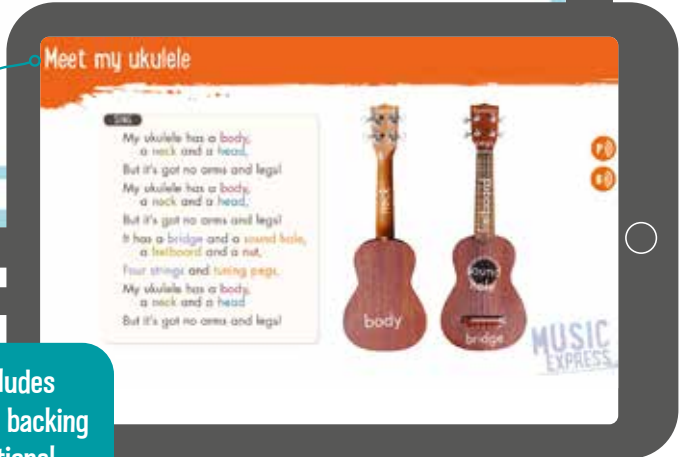 Meet my ukulele
SING
My ukulele has a body,
a neck and a head,
But it's got no arms and legs!
My ukulele has a body,
a neck and a head,
But it's got no arms and legs!
It has a bridge and a sound hole,
a fretboard and a nut,
Four strings and tuning pegs,
My ukulele has a body,
a neck and a head
But it's got no arms and legs!
neck
body
fretboard
sound
hole
bridge
MUSIC
EXPRESS
ludes
backing
tional